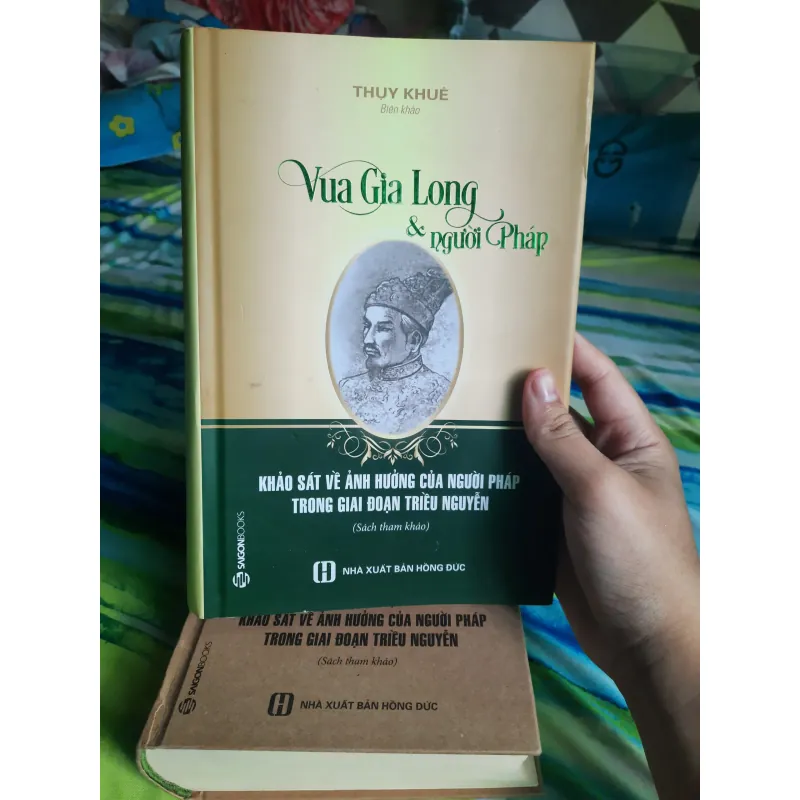 THỤY KHUÊ
Biên khảo
Vua Gia Long
& người Pháp
KHẢO SÁT VỀ ẢNH HƯỞNG CỦA NGƯỜI PHÁP
TRONG GIAI ĐOẠN TRIỀU NGUYỄN
(Sách tham khảo)
SAIGONBOOKS
NHÀ XUẤT BẢN HỒNG ĐỨC
KHẢO SÁT VỀ ẢNH HƯỞNG CỦA NGƯỜI PHÁP
TRONG GIAI ĐOẠN TRIỀU NGUYỄN
(Sách tham khảo)
SAIGONBOOKS
NHÀ XUẤT BẢN HỒNG ĐỨC